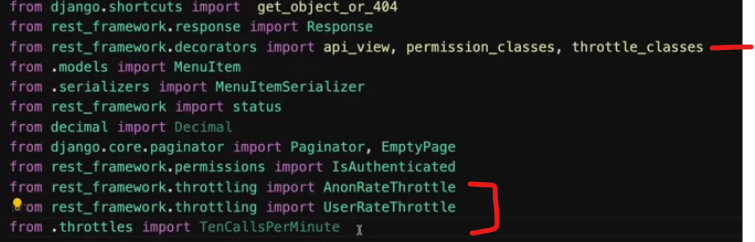 from django.shortcuts import  get_object_or_404
from rest_framework.response import Response
from rest_framework.decorators import api_view, permission_classes, throttle_classes
from .models import MenuItem
from .serializers import MenuItemSerializer
from rest_framework import status
from decimal import Decimal
from django.core.paginator import Paginator, EmptyPage
from rest_framework.permissions import IsAuthenticated
from rest_framework.throttling import AnonRateThrottle
om rest_framework.throttling import UserRateThrottle
from .throttles import TenCallsPerMinute